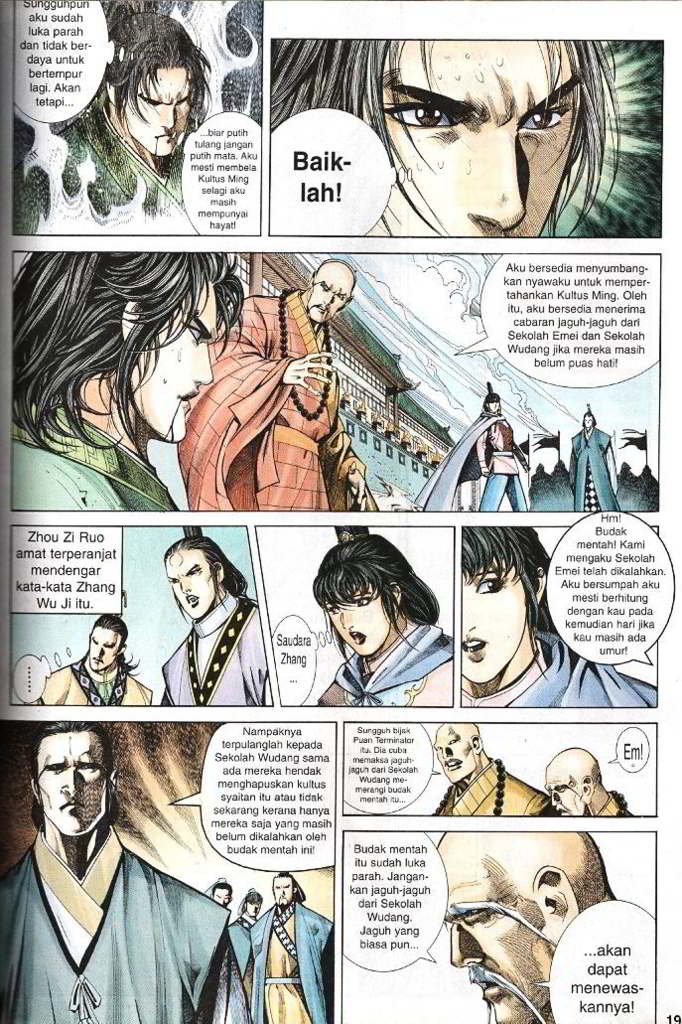 Sungguhpun
aku sudah
luka parah
dan tidak ber-
daya untuk
bertempur
lagi. Akan
tetapi...
...biar putih
tulang jangan
putih mata. Aku
mesti membela
Kultus Ming
selagi aku
masih
mempunyai
hayat!
Baik-
lah!
Aku bersedia menyumbang-
kan nyawaku untuk memper-
tahankan Kultus Ming. Oleh
itu, aku bersedia menerima
cabaran jaguh-jaguh dari
Sekolah Emei dan Sekolah
Wudang jika mereka masih
belum puas hati!
Zhou Zi Ruo
amat terperanjat
mendengar
kata-kata Zhang
Wu Ji itu.
......
Saudara
Zhang
...
Hm!
Budak
mentah! Kami
mengaku Sekolah
Emei telah dikalahkan.
Aku bersumpah aku
mesti berhitung
dengan kau pada
kemudian hari jika
kau masih ada
umur!
Nampaknya
terpulanglah kepada
Sekolah Wudang sama
ada mereka hendak
menghapuskan kultus
syaitan itu atau tidak
sekarang kerana hanya
mereka saja yang masih
belum dikalahkan oleh
budak mentah ini!
Sungguh bijak
Puan Terminator
itu. Dia cuba
memaksa jaguh-
jaguh dari Sekolah
Wudang me-
merangi budak
mentah itu...
Em!
Budak mentah
itu sudah luka
parah. Jangan-
kan jaguh-jaguh
dari Sekolah
Wudang.
Jaguh yang
biasa pun...
...akan
dapat
menewas-
kannya!
19